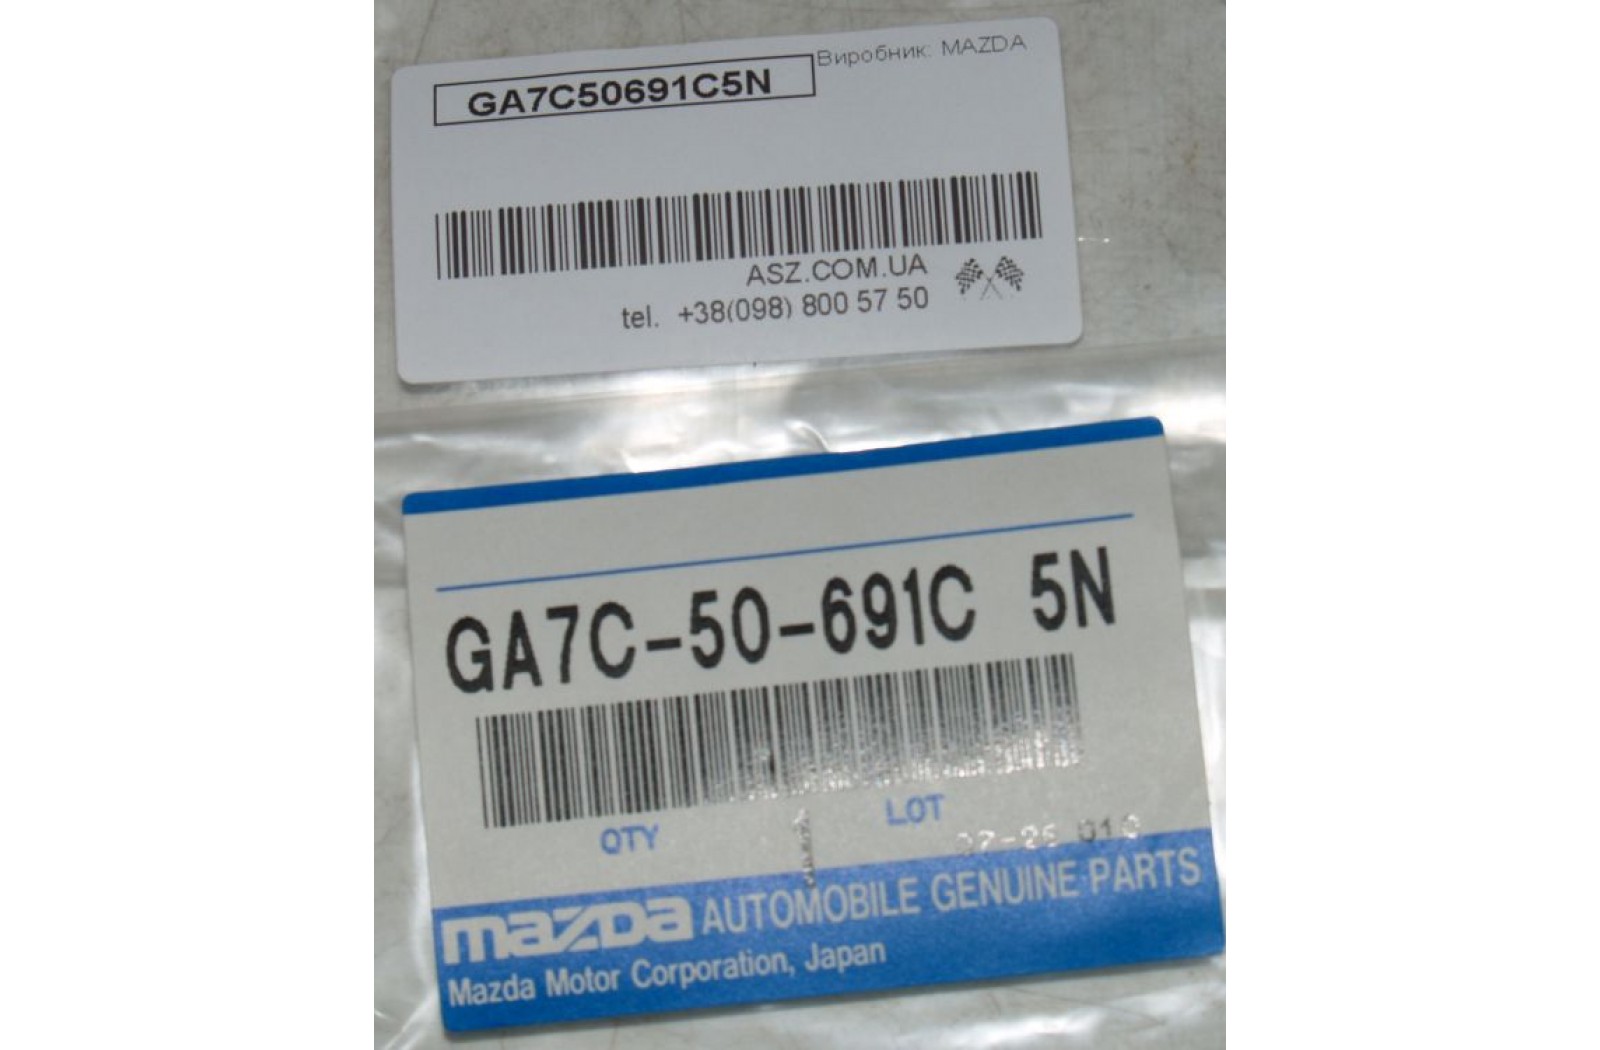 GA7C50691C5N
Виробник: MAZDA
ASZ.COM.UA
tel. +38(098) 800 57 50
GA7C-50-691C 5N
QTY
LOT
mazda AUTOMOBILE GENUINE PARTS
Mazda Motor Corporation, Japan